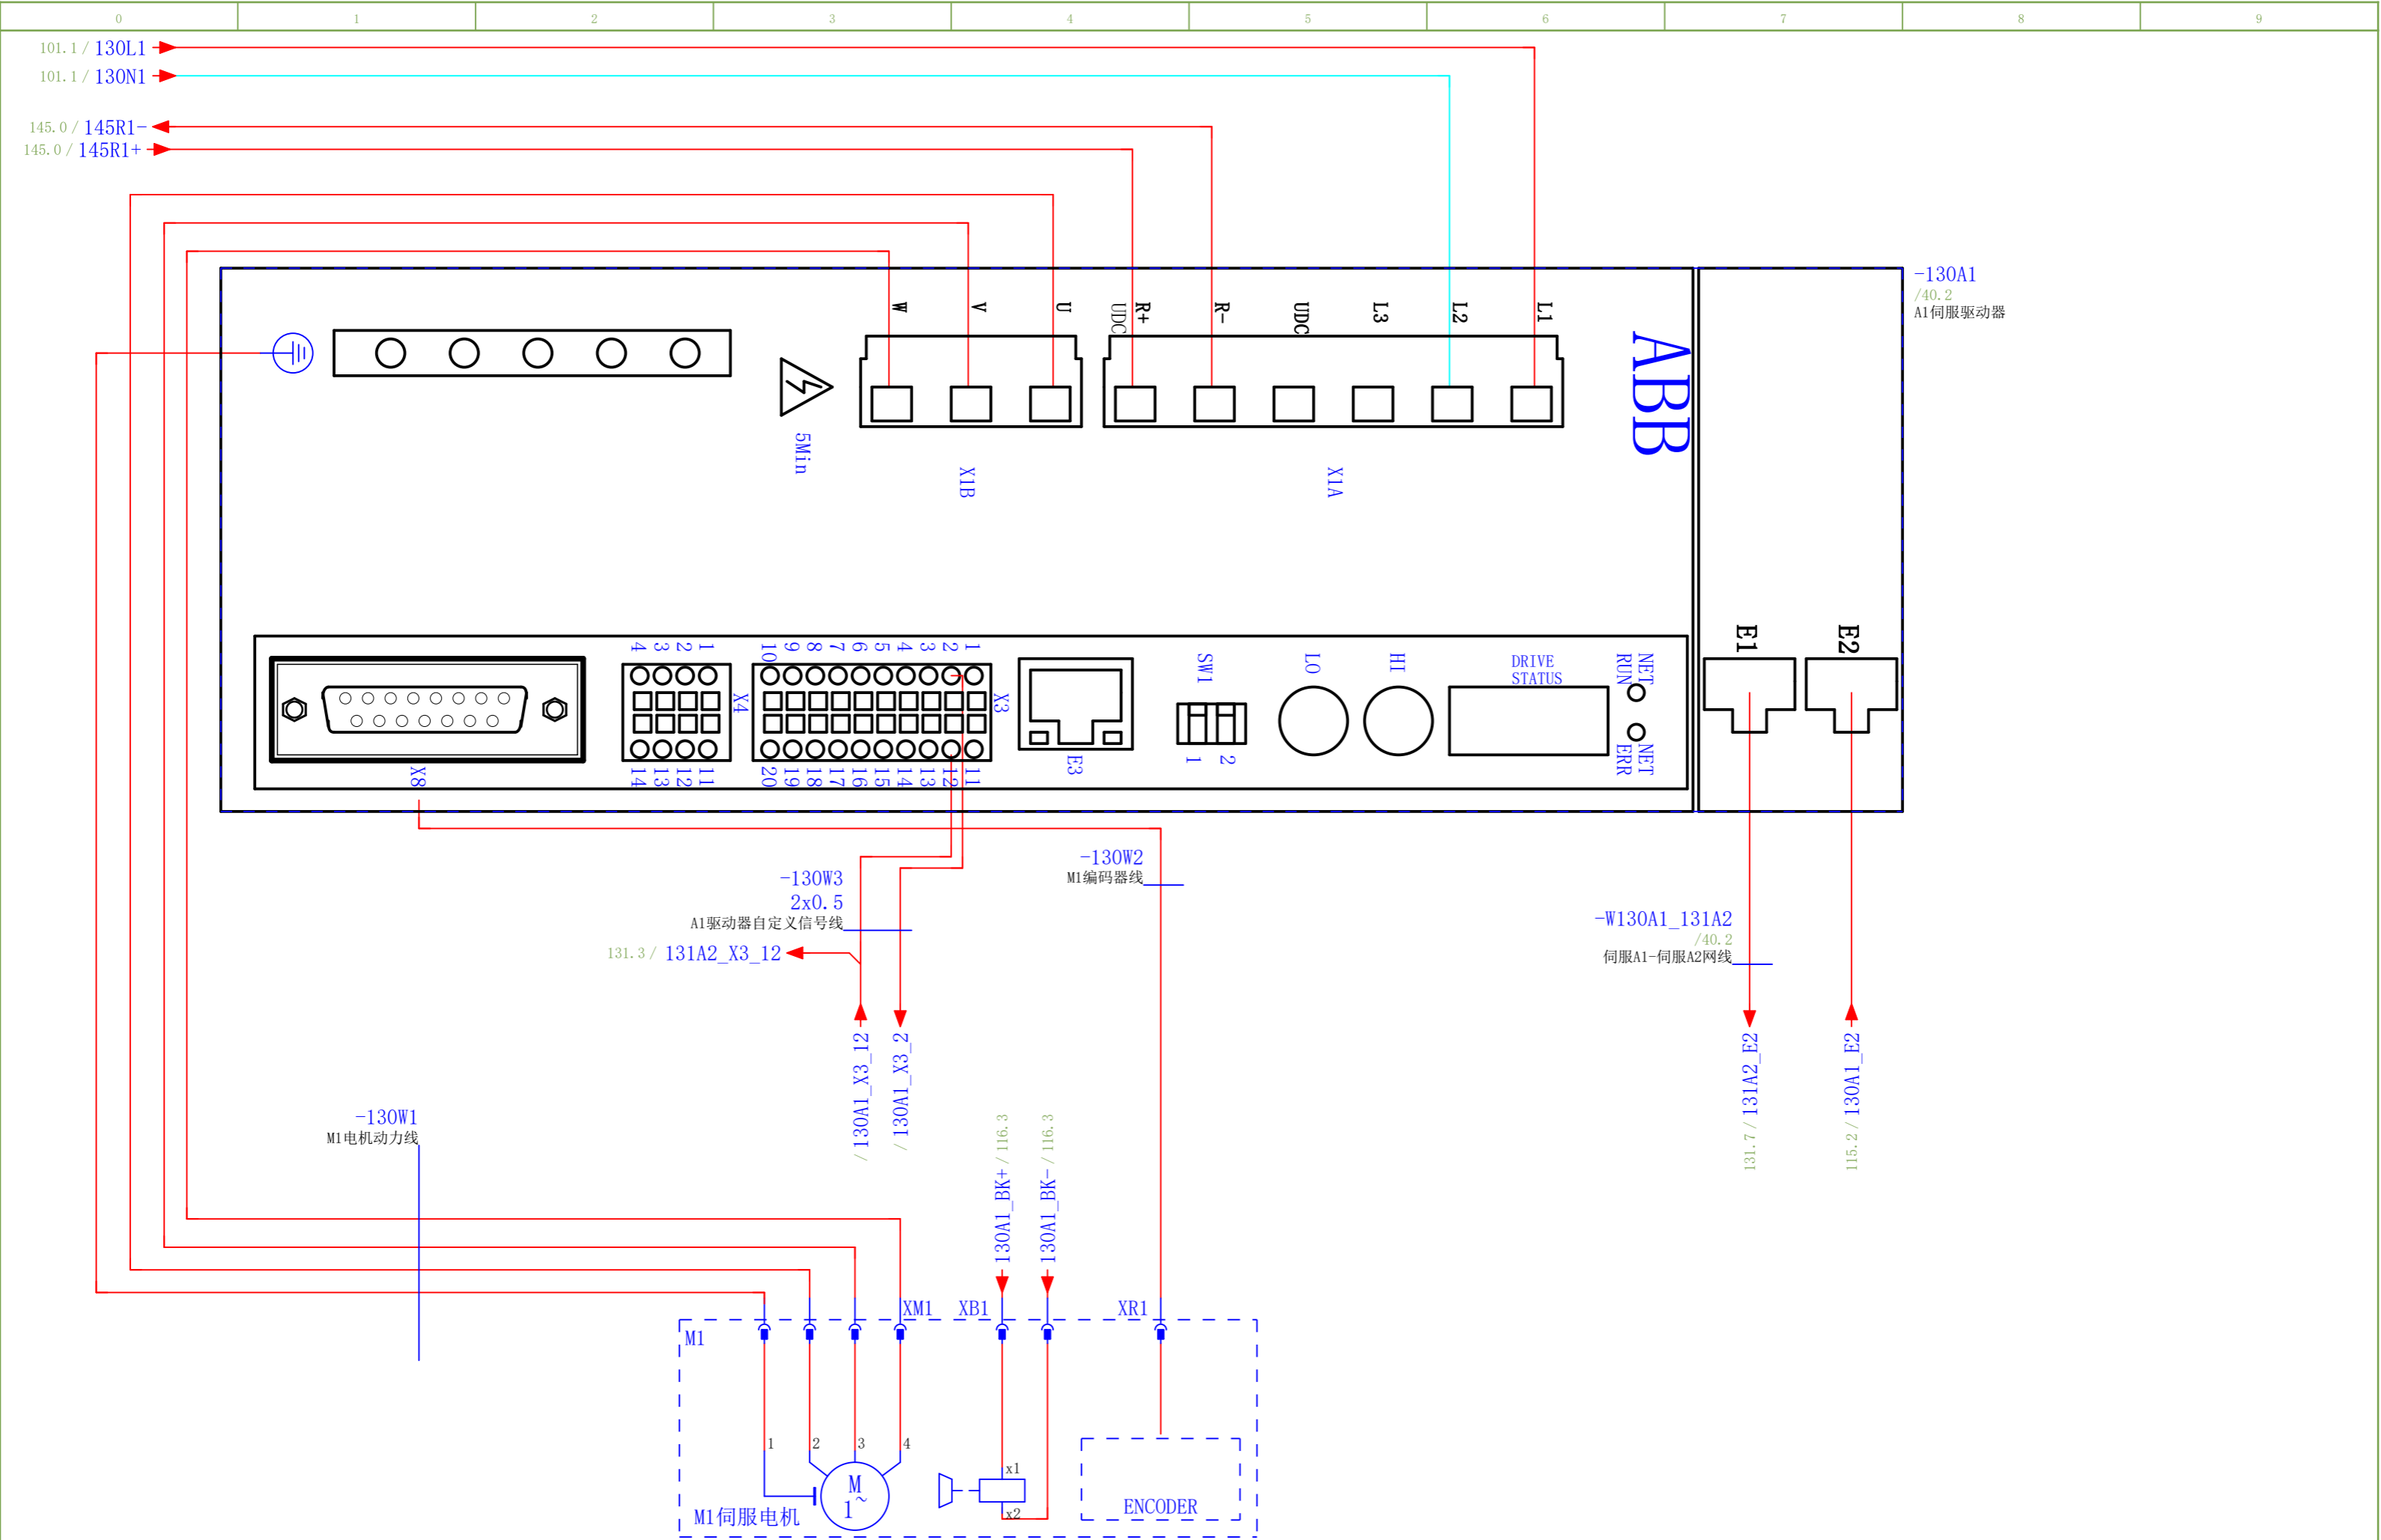 0 1 2 3 4 5 6 7 8 9
101.1 / 130L1
101.1 / 130N1
145.0 / 145R1-
145.0 / 145R1+
-130A1
/40.2
A1伺服驱动器
W V U UDC R+ R- UDC L3 L2 L1
ABB
5Min
X1B
X1A
E1 E2
4 3 2 1
10 9 8 7 6 5 4 3 2 1
SW1
LO
HI
DRIVE
STATUS
NET
RUN
X4
X3
NET
ERR
X8
14 13 12 11
20 19 18 17 16 15 14 13 12 11
E3
1 2
-130W3
2x0.5
A1驱动器自定义信号线
-130W2
M1编码器线
131.3 / 131A2_X3_12
-W130A1_131A2
/40.2
伺服A1-伺服A2网线
/ 130A1_X3_12
/ 130A1_X3_2
131.7 / 131A2_E2
115.2 / 130A1_E2
-130W1
M1电机动力线
130A1_BK+ / 116.3
130A1_BK- / 116.3
XM1
XB1
XR1
M1
1 2 3 4
M
1~
M1伺服电机
x1
x2
ENCODER